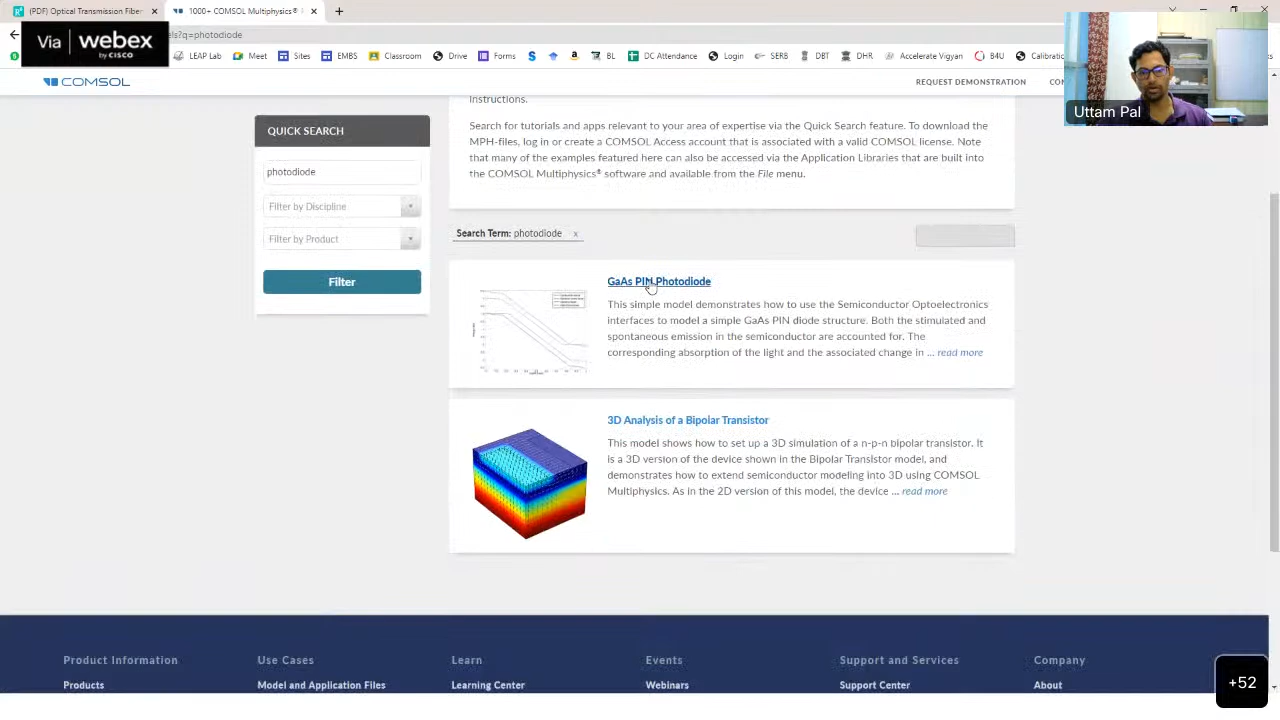 (PDF) Optical Transmission Fiber
1000+ COMSOL Multiphysics®
Via webex
by CISCO
ls?q=photodiode
LEAP Lab
Meet
Sites
EMBS
Classroom
Drive
Forms
BL
DC Attendance
Login
SERB
DBT
DHR
Accelerate Vigyan
B4U
Calibratio
COMSOL
REQUEST DEMONSTRATION
CON
Uttam Pal
QUICK SEARCH
photodiode
Filter by Discipline
Filter by Product
Filter
instructions.
Search for tutorials and apps relevant to your area of expertise via the Quick Search feature. To download the
MPH-files, log in or create a COMSOL Access account that is associated with a valid COMSOL license. Note
that many of the examples featured here can also be accessed via the Application Libraries that are built into
the COMSOL Multiphysics® software and available from the File menu.
Search Term: photodiode x
GaAs PIN Photodiode
This simple model demonstrates how to use the Semiconductor Optoelectronics
interfaces to model a simple GaAs PIN diode structure. Both the stimulated and
spontaneous emission in the semiconductor are accounted for. The
corresponding absorption of the light and the associated change in ... read more
3D Analysis of a Bipolar Transistor
This model shows how to set up a 3D simulation of a n-p-n bipolar transistor. It
is a 3D version of the device shown in the Bipolar Transistor model, and
demonstrates how to extend semiconductor modeling into 3D using COMSOL
Multiphysics. As in the 2D version of this model, the device ... read more
Product Information
Use Cases
Learn
Events
Support and Services
Company
Products
Model and Application Files
Learning Center
Webinars
Support Center
About
+52